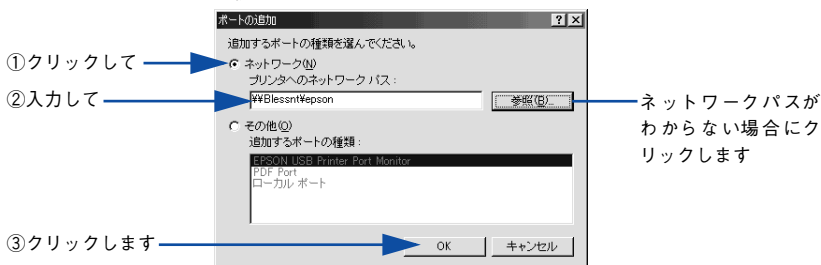 ポートの追加
追加するポートの種類を選んでください。
①クリックして
ネットワーク(N)
プリンタへのネットワーク パス：
②入力して
¥¥Blessnt¥epson
参照(B)...
ネットワークパスが
わからない場合にク
リックします
その他(O)
追加するポートの種類：
EPSON USB Printer Port Monitor
PDF Port
ローカル ポート
③クリックします
OK
キャンセル